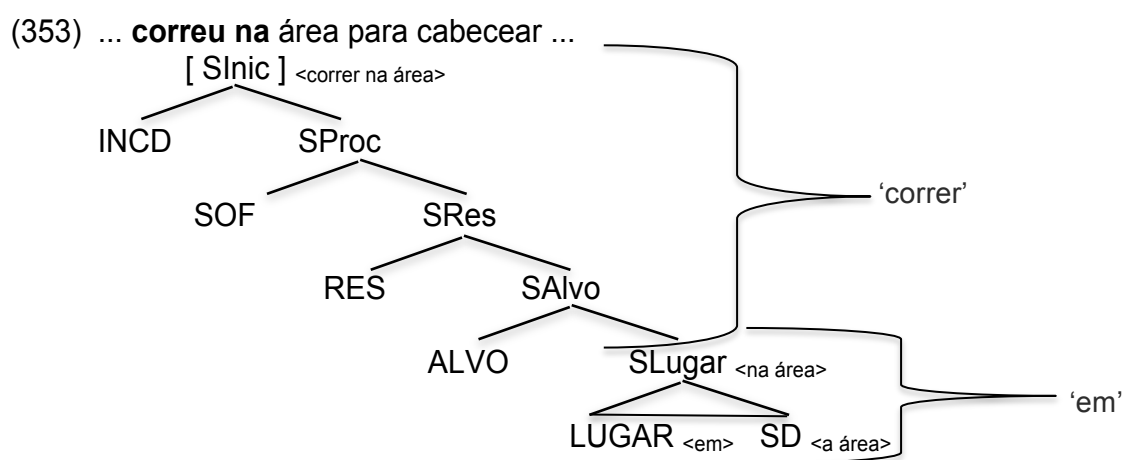 (353) ... correu na área para cabecear ...
[ SInic ] <correr na área>
INCD SProc
'correr'
SOF SRes
RES SAlvo
ALVO SLugar <na área>
'em'
LUGAR <em> SD <a área>